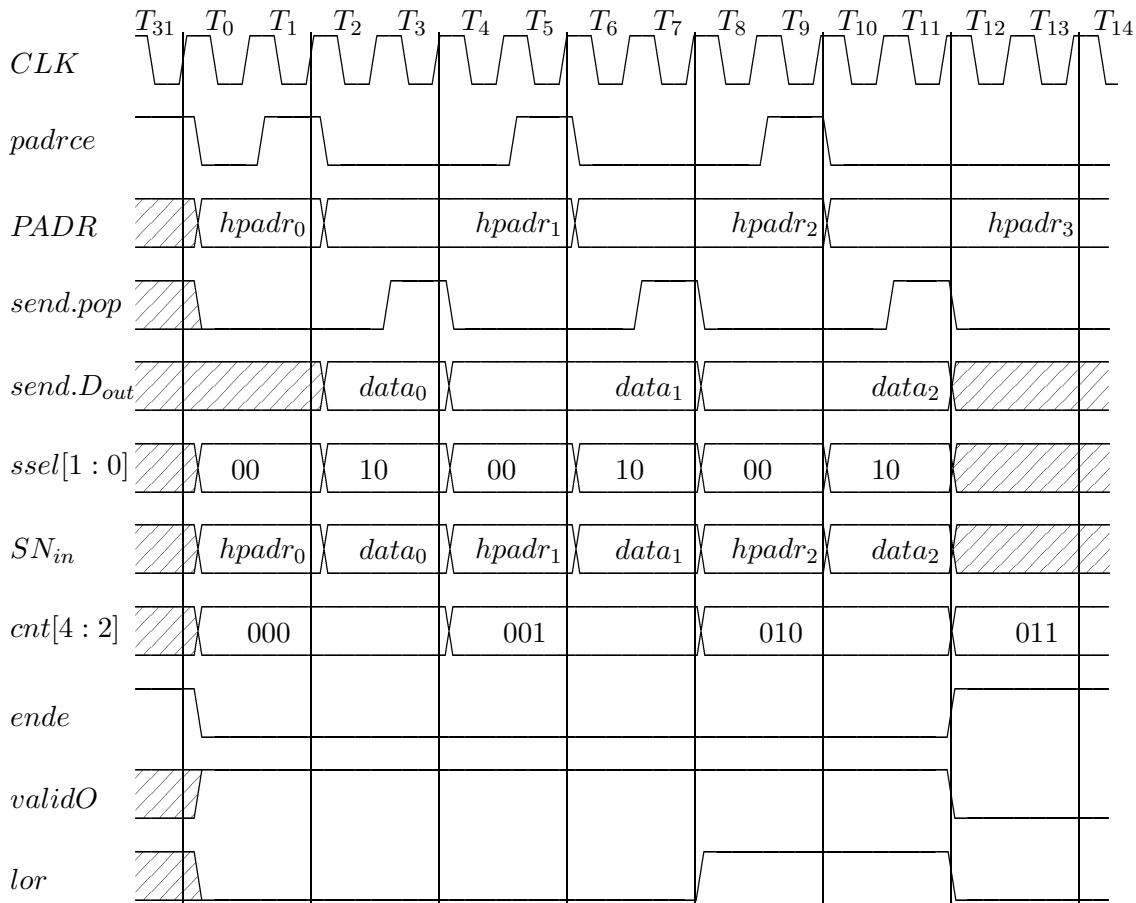 T31 T0 T1 T2 T3 T4 T5 T6 T7 T8 T9 T10 T11 T12 T13 T14
CLK
padrce
PADR hpadr0 hpadr1 hpadr2 hpadr3
send.pop
send.Dout data0 data1 data2
ssel[1 : 0] 00 10 00 10 00 10
SNin hpadr0 data0 hpadr1 data1 hpadr2 data2
cnt[4 : 2] 000 001 010 011
ende
validO
lor